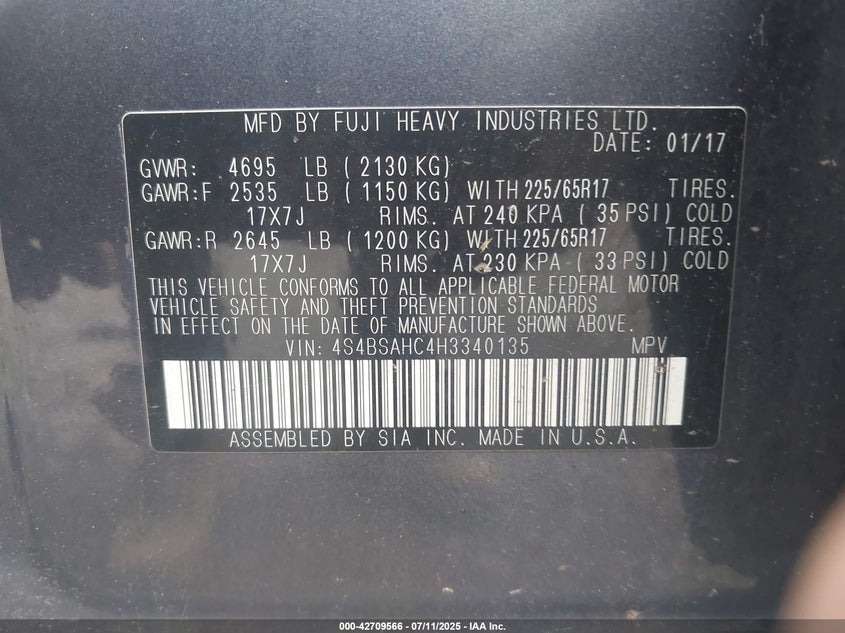 MFD BY FUJI HEAVY INDUSTRIES LTD.
DATE: 01/17
GVWR: 4695 LB ( 2130 KG)
GAWR:F 2535 LB ( 1150 KG) WITH 225/65R17 TIRES.
17X7J RIMS. AT 240 KPA ( 35 PSI) COLD
GAWR:R 2645 LB ( 1200 KG) WITH 225/65R17 TIRES.
17X7J RIMS. AT 230 KPA ( 33 PSI) COLD
THIS VEHICLE CONFORMS TO ALL APPLICABLE FEDERAL MOTOR
VEHICLE SAFETY AND THEFT PREVENTION STANDARDS
IN EFFECT ON THE DATE OF MANUFACTURE SHOWN ABOVE.
VIN: 4S4BSAHC4H3340135 MPV
ASSEMBLED BY SIA INC. MADE IN U.S.A.
000-42709566 - 07/11/2025 - IAA Inc.